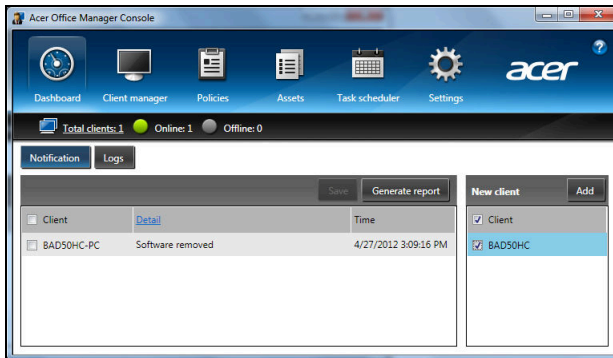 Acer Office Manager Console
?
acer
Dashboard Client manager Policies Assets Task scheduler Settings
Total clients: 1 Online: 1 Offline: 0
Notification Logs
Save Generate report New client Add
Client Detail Time Client
BAD50HC-PC Software removed 4/27/2012 3:09:16 PM BAD50HC